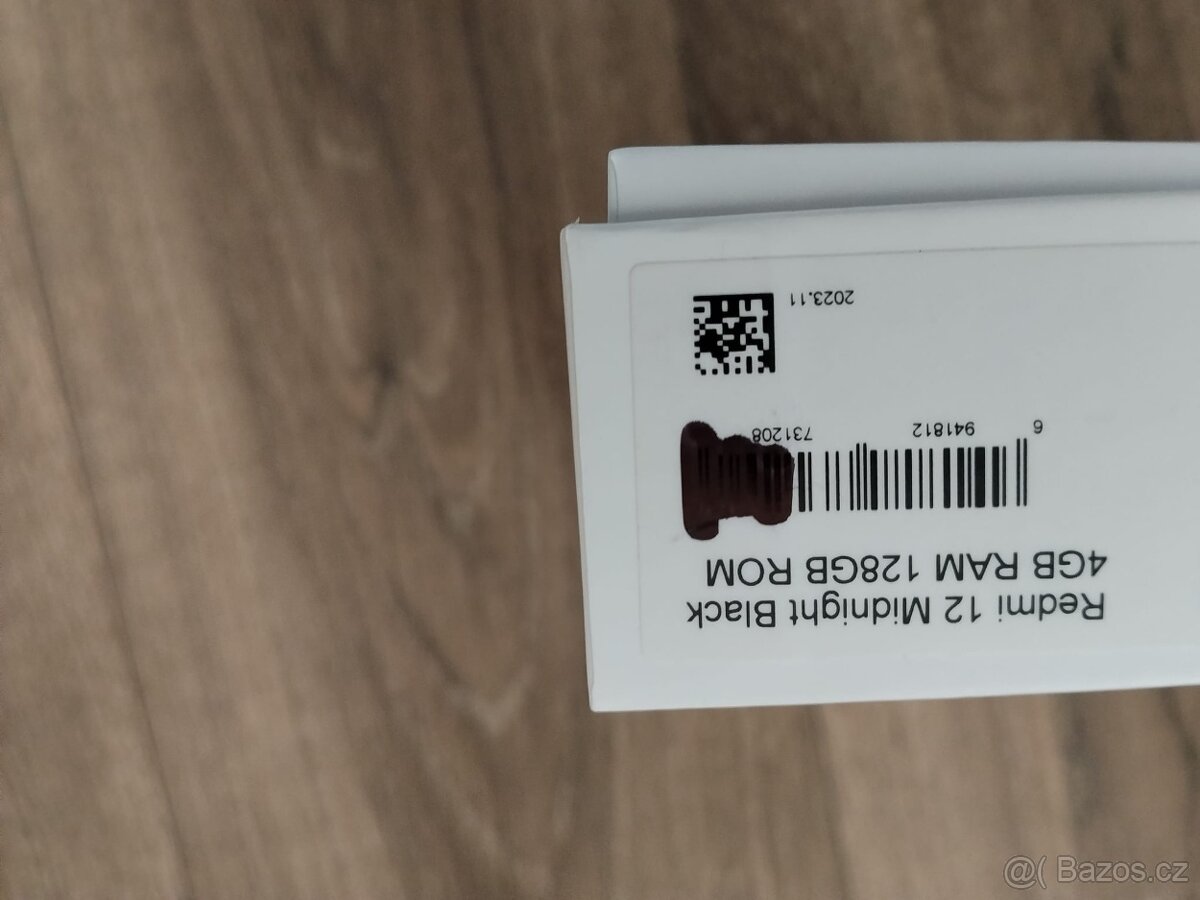 Redmi 12 Midnight Black
4GB RAM 128GB ROM
6 941812 731208
2023.11
@( Bazos.cz